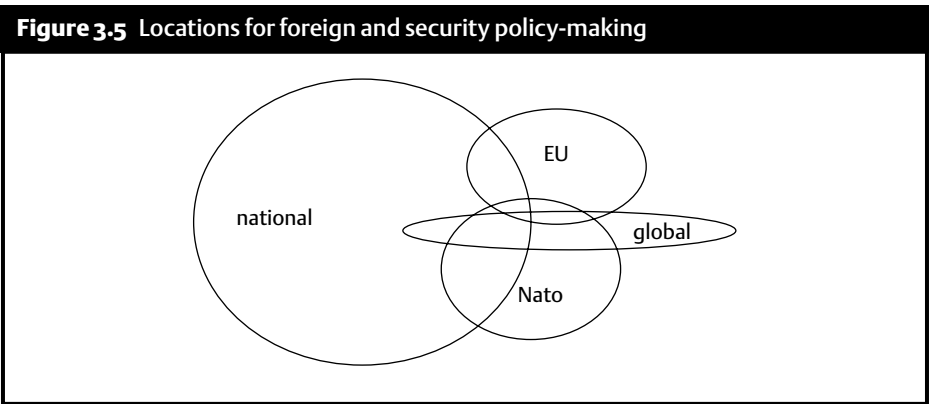 Figure 3.5 Locations for foreign and security policy-making
EU
national
global
Nato